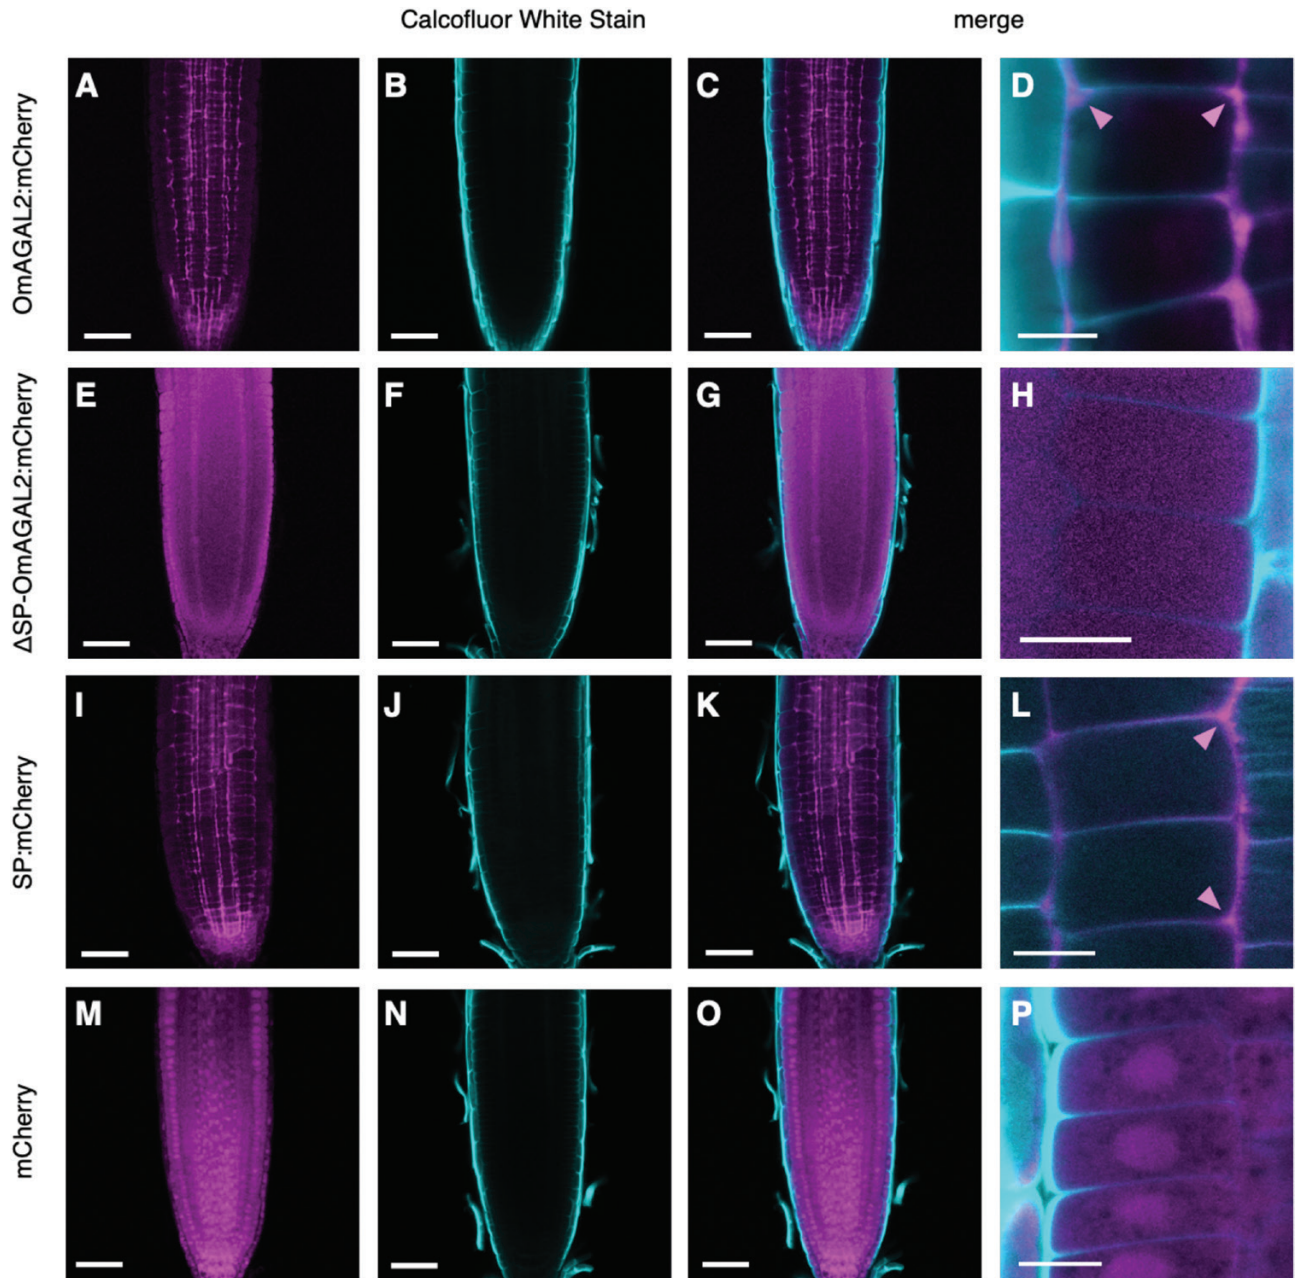 Calcofluor White Stain merge
OmAGAL2:mCherry
A B C D
ΔSP-OmAGAL2:mCherry
E F G H
SP:mCherry
I J K L
mCherry
M N O P